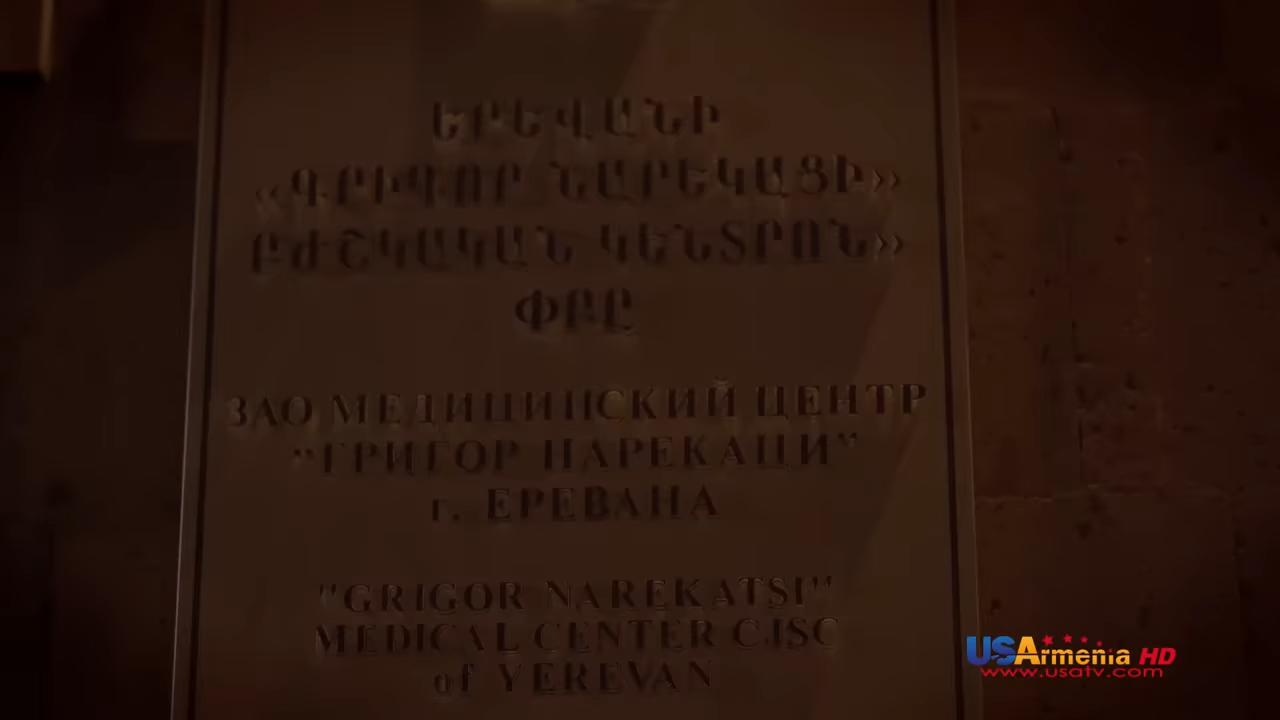 ԵՐԵՎԱՆԻ
«ԳՐԻԳՈՐ ՆԱՐԵԿԱՑԻ»
ԲԺՇԿԱԿԱՆ ԿԵՆՏՐՈՆ»
ՓԲԸ
ЗАО МЕДИЦИНСКИЙ ЦЕНТР
"ГРИГОР НАРЕКАЦИ"
г. ЕРЕВАНА
"GRIGOR NAREKATSI"
MEDICAL CENTER CJSC
of YEREVAN
USArmenia HD
www.usatv.com